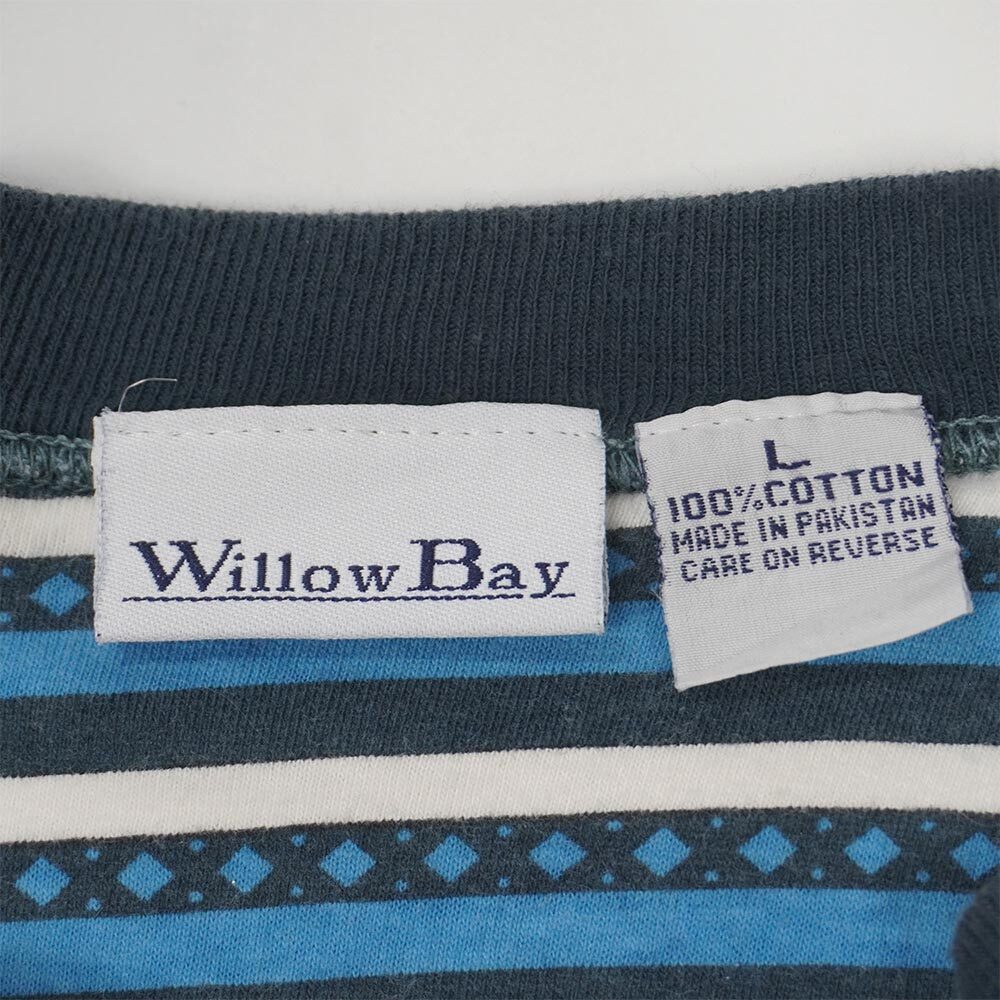 Willow Bay
L
100% COTTON
MADE IN PAKISTAN
CARE ON REVERSE